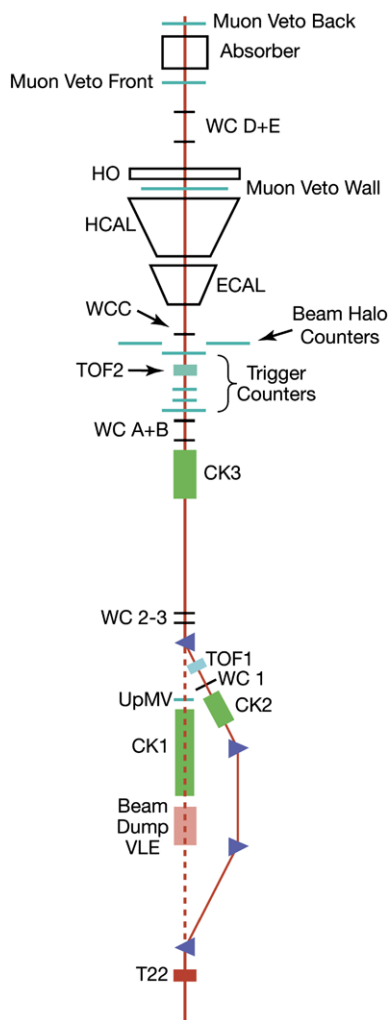 Muon Veto Back
Absorber
Muon Veto Front
WC D+E
HO
Muon Veto Wall
HCAL
ECAL
WCC
Beam Halo
Counters
TOF2
Trigger
Counters
WC A+B
CK3
WC 2-3
TOF1
WC 1
UpMV
CK2
CK1
Beam
Dump
VLE
T22